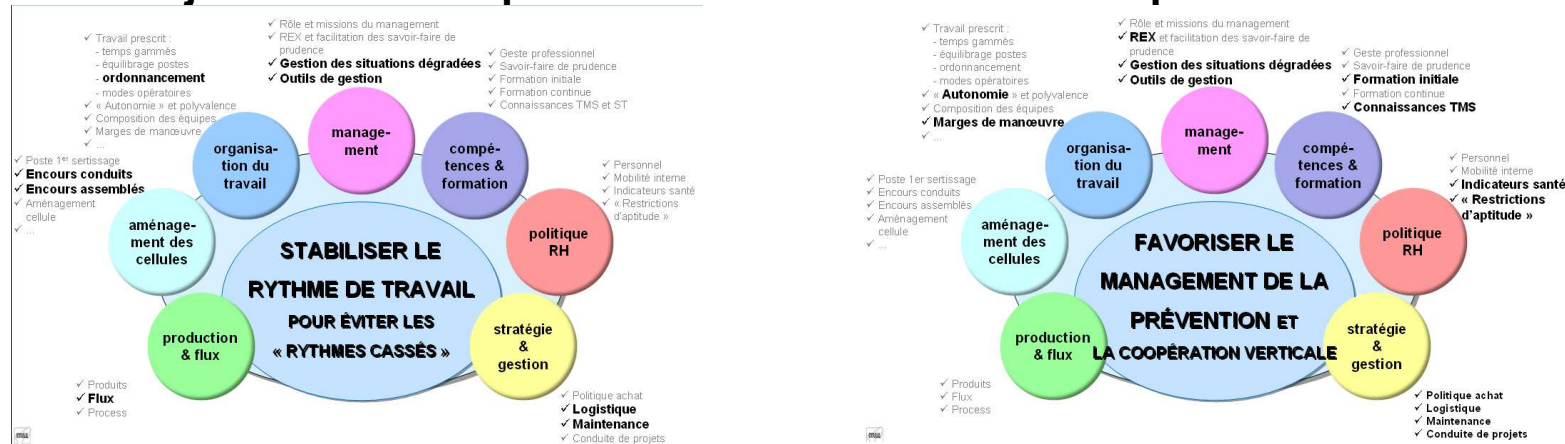 ✓ Travail prescrit :
- temps gammés
- équilibrage postes
- ordonnancement
- modes opératoires
✓ « Autonomie » et polyvalence
✓ Composition des équipes
✓ Marges de manœuvre
✓ ...
✓ Rôle et missions du management
✓ REX et facilitation des savoir-faire de
prudence
✓ Gestion des situations dégradées
✓ Outils de gestion
✓ Geste professionnel
✓ Savoir-faire de prudence
✓ Formation initiale
✓ Formation continue
✓ Connaissances TMS et ST
✓ Poste 1er sertissage
✓ Encours conduits
✓ Encours assemblés
✓ Aménagement
cellule
✓ ...
✓ Personnel
✓ Mobilité interne
✓ Indicateurs santé
✓ « Restrictions
d'aptitude »
organisa-
tion du
travail
manage-
ment
compé-
tences &
formation
aménage-
ment des
cellules
politique
RH
production
& flux
stratégie
&
gestion
STABILISER LE
RYTHME DE TRAVAIL
POUR ÉVITER LES
« RYTHMES CASSÉS »
✓ Produits
✓ Flux
✓ Process
✓ Politique achat
✓ Logistique
✓ Maintenance
✓ Conduite de projets
✓ Travail prescrit :
- temps gammés
- équilibrage postes
- ordonnancement
- modes opératoires
✓ « Autonomie » et polyvalence
✓ Composition des équipes
✓ Marges de manœuvre
✓ ...
✓ Rôle et missions du management
✓ REX et facilitation des savoir-faire de
prudence
✓ Gestion des situations dégradées
✓ Outils de gestion
✓ Geste professionnel
✓ Savoir-faire de prudence
✓ Formation initiale
✓ Formation continue
✓ Connaissances TMS
✓ Poste 1er sertissage
✓ Encours conduits
✓ Encours assemblés
✓ Aménagement
cellule
✓ ...
✓ Personnel
✓ Mobilité interne
✓ Indicateurs santé
✓ « Restrictions
d'aptitude »
organisa-
tion du
travail
manage-
ment
compé-
tences &
formation
aménage-
ment des
cellules
politique
RH
production
& flux
stratégie
&
gestion
FAVORISER LE
MANAGEMENT DE LA
PRÉVENTION ET
LA COOPÉRATION VERTICALE
✓ Produits
✓ Flux
✓ Process
✓ Politique achat
✓ Logistique
✓ Maintenance
✓ Conduite de projets